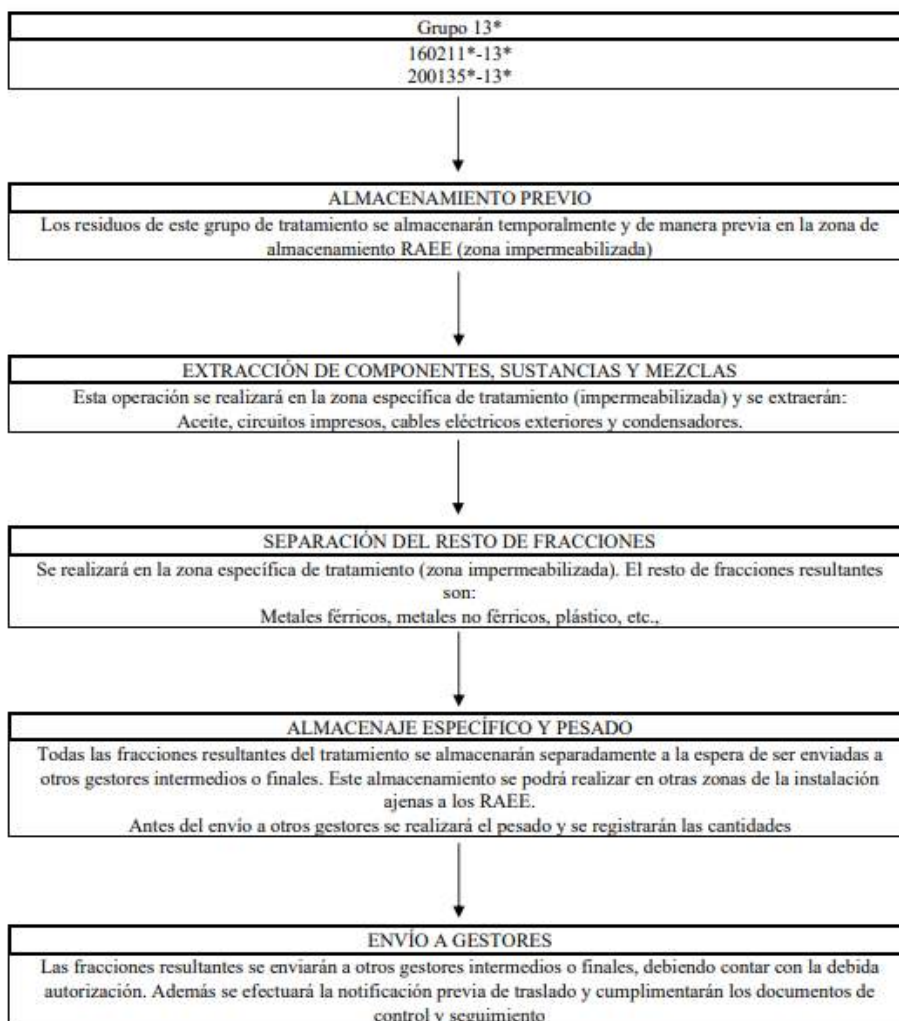 Grupo 13*
160211*-13*
200135*-13*
ALMACENAMIENTO PREVIO
Los residuos de este grupo de tratamiento se almacenarán temporalmente y de manera previa en la zona de
almacenamiento RAEE (zona impermeabilizada)
EXTRACCIÓN DE COMPONENTES, SUSTANCIAS Y MEZCLAS
Esta operación se realizará en la zona específica de tratamiento (impermeabilizada) y se extraerán:
Aceite, circuitos impresos, cables eléctricos exteriores y condensadores.
SEPARACIÓN DEL RESTO DE FRACCIONES
Se realizará en la zona específica de tratamiento (zona impermeabilizada). El resto de fracciones resultantes
son:
Metales férricos, metales no férricos, plástico, etc.,
ALMACENAJE ESPECÍFICO Y PESADO
Todas las fracciones resultantes del tratamiento se almacenarán separadamente a la espera de ser enviadas a
otros gestores intermedios o finales. Este almacenamiento se podrá realizar en otras zonas de la instalación
ajenas a los RAEE.
Antes del envío a otros gestores se realizará el pesado y se registrarán las cantidades
ENVÍO A GESTORES
Las fracciones resultantes se enviarán a otros gestores intermedios o finales, debiendo contar con la debida
autorización. Además se efectuará la notificación previa de traslado y cumplimentarán los documentos de
control y seguimiento